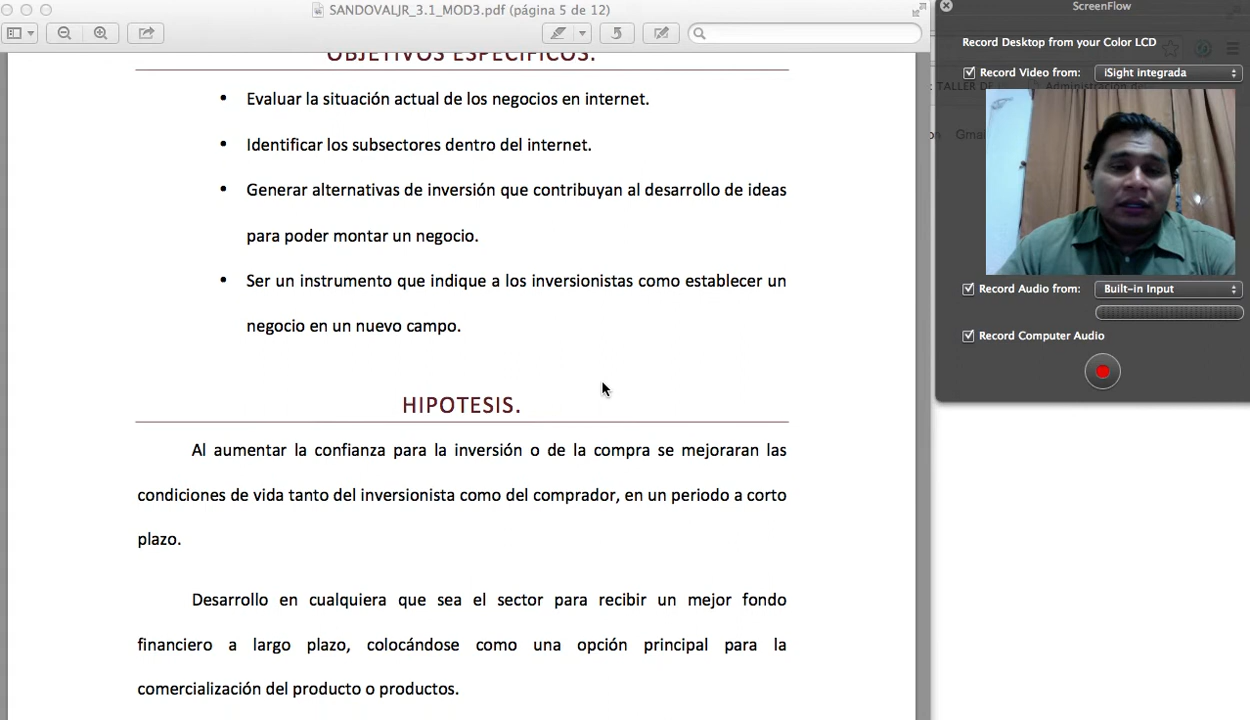 SANDOVALJR_3.1_MOD3.pdf (página 5 de 12)
OBJETIVOS ESPECIFICOS.
• Evaluar la situación actual de los negocios en internet.
• Identificar los subsectores dentro del internet.
• Generar alternativas de inversión que contribuyan al desarrollo de ideas
para poder montar un negocio.
• Ser un instrumento que indique a los inversionistas como establecer un
negocio en un nuevo campo.
HIPOTESIS.
Al aumentar la confianza para la inversión o de la compra se mejoraran las
condiciones de vida tanto del inversionista como del comprador, en un periodo a corto
plazo.
Desarrollo en cualquiera que sea el sector para recibir un mejor fondo
financiero a largo plazo, colocándose como una opción principal para la
comercialización del producto o productos.
ScreenFlow
Record Desktop from your Color LCD
Record Video from: iSight integrada
TALLER DE
Administración d
Gmai
Record Audio from: Built-in Input
Record Computer Audio